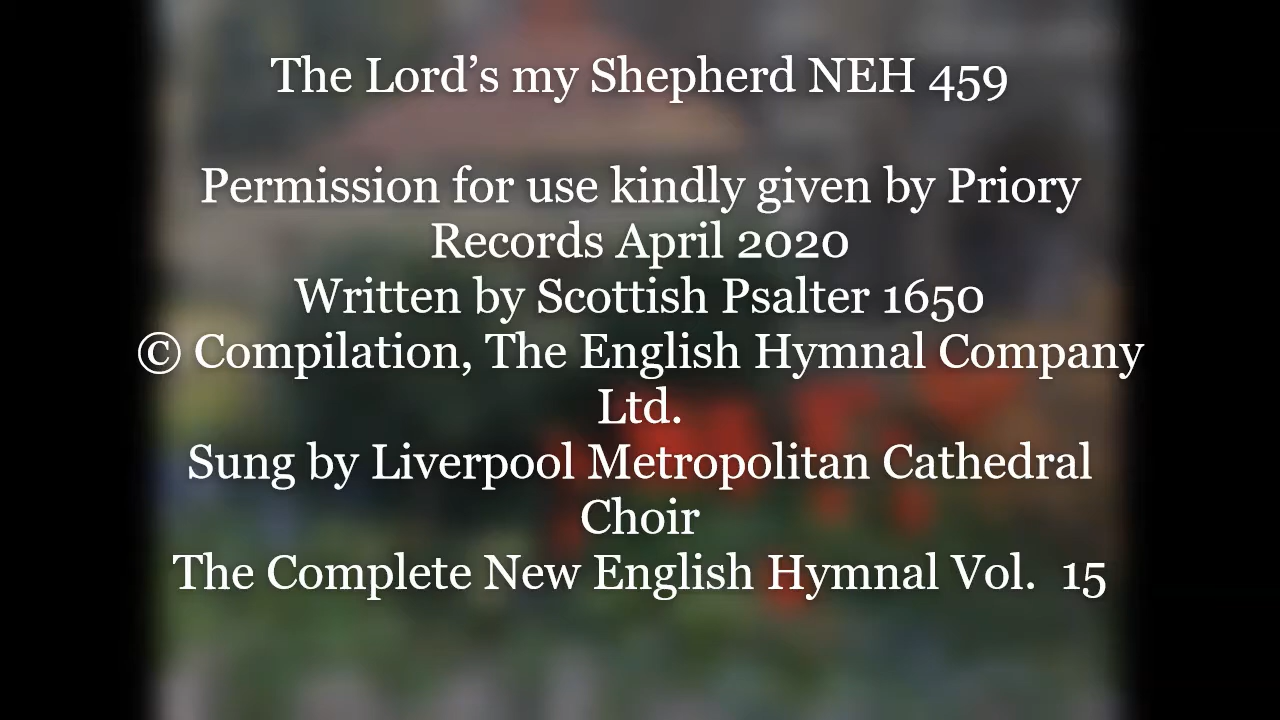 The Lord’s my Shepherd NEH 459
Permission for use kindly given by Priory
Records April 2020
Written by Scottish Psalter 1650
© Compilation, The English Hymnal Company
Ltd.
Sung by Liverpool Metropolitan Cathedral
Choir
The Complete New English Hymnal Vol.  15